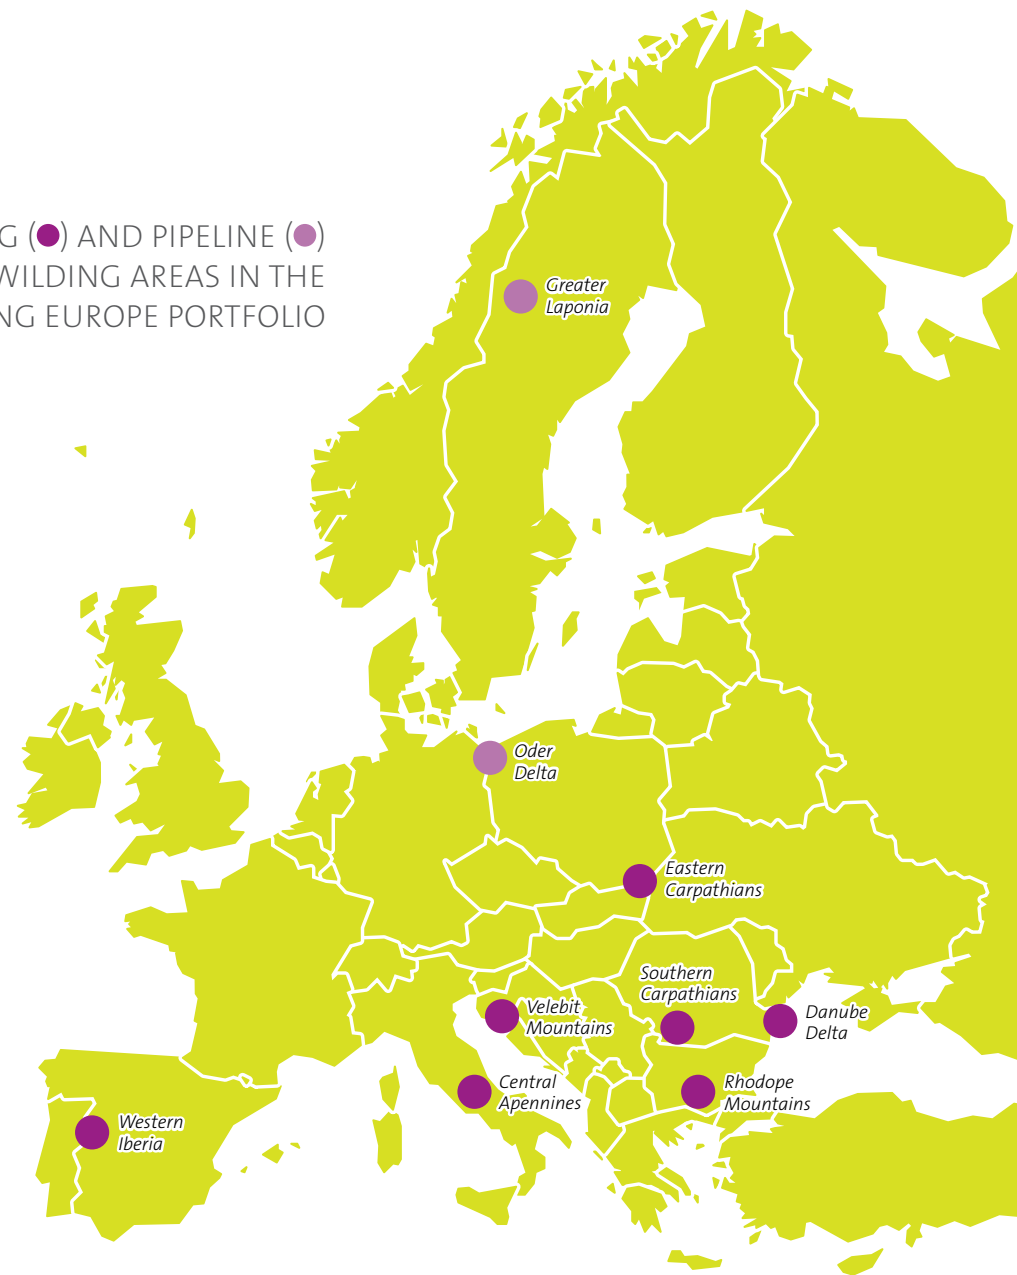 G (●) AND PIPELINE (●)
WILDING AREAS IN THE
NG EUROPE PORTFOLIO
Greater
Laponia
Oder
Delta
Eastern
Carpathians
Southern
Carpathians
Danube
Delta
Velebit
Mountains
Central
Apennines
Rhodope
Mountains
Western
Iberia